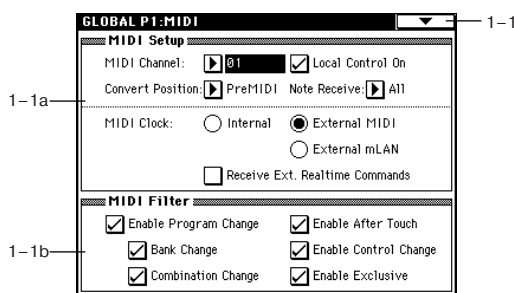 GLOBAL P1:MIDI
1-1
MIDI Setup
MIDI Channel: 01 Local Control On
Convert Position: PreMIDI Note Receive: All
1-1a
MIDI Clock: Internal External MIDI
External mLAN
Receive Ext. Realtime Commands
MIDI Filter
Enable Program Change Enable After Touch
1-1b
Bank Change Enable Control Change
Combination Change Enable Exclusive